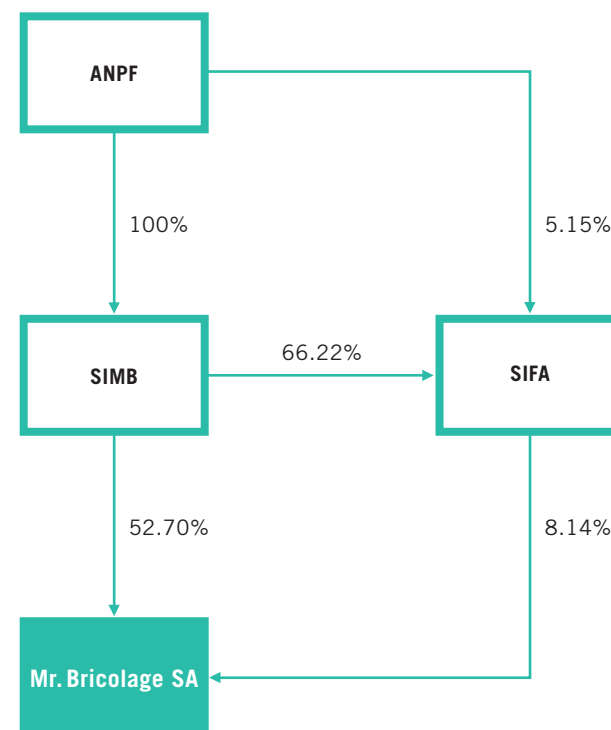 ANPF
100%
5.15%
SIMB
66.22%
SIFA
52.70%
8.14%
Mr. Bricolage SA